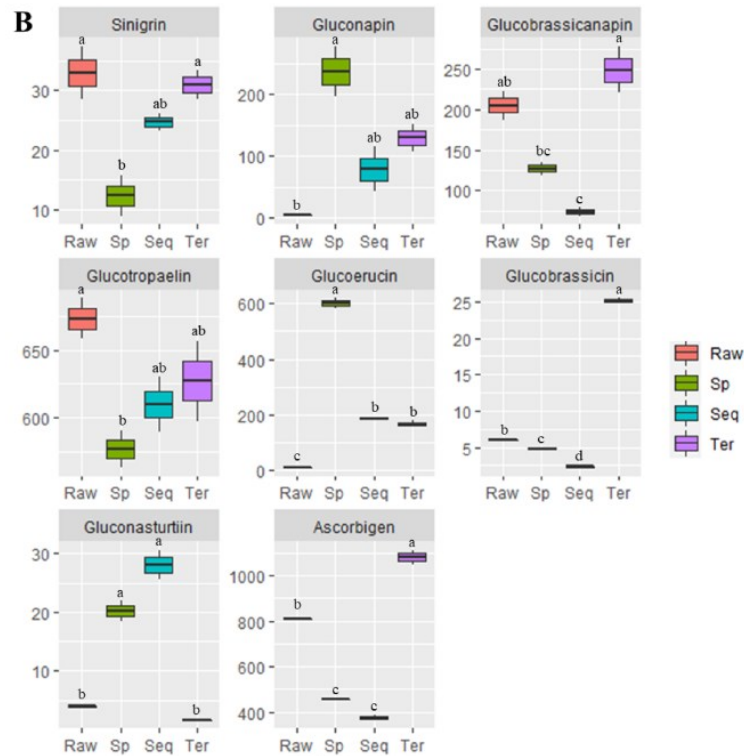 B
Sinigrin Gluconapin Glucobrassicanapin
a b ab a
30
20
10
b a ab ab
200
100
0
ab bc c a
250
200
150
100
Raw Sp Seq Ter Raw Sp Seq Ter Raw Sp Seq Ter
Glucotropaelin Glucoerucin Glucobrassicin
a b ab ab
650
600
c a b b
600
400
200
0
b c d a
25
20
15
10
5
Raw Sp Seq Ter Raw Sp Seq Ter Raw Sp Seq Ter
Raw
Sp
Seq
Ter
Gluconasturtiin Ascorbigen
b a a b
30
20
10
b c c a
1000
800
600
400
Raw Sp Seq Ter Raw Sp Seq Ter